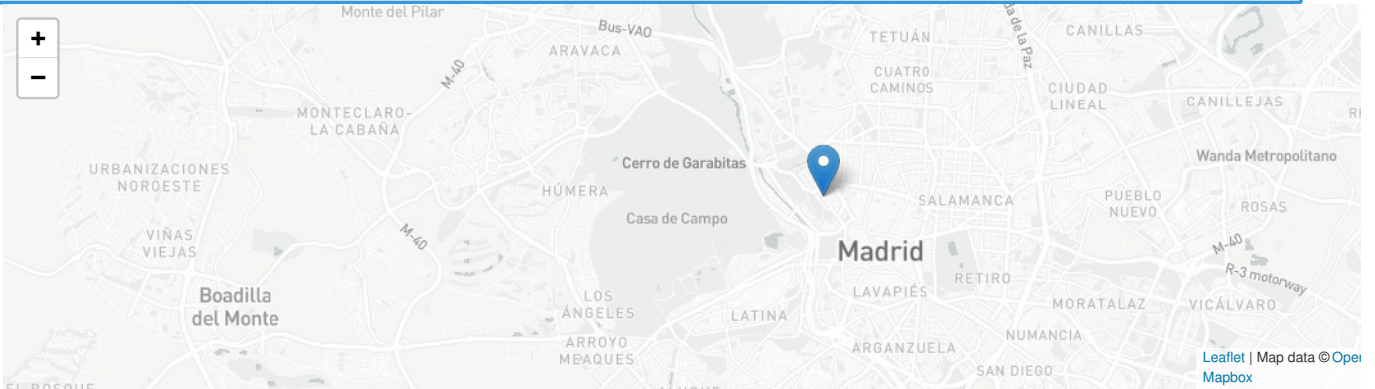 +
−
Monte del Pilar
Bus-VAO
ARAVACA
M-40
TETUÁN
CANILLAS
CUATRO
CAMINOS
CIUDAD
LINEAL
CANILLEJAS
MONTECLARO-
LA CABAÑA
URBANIZACIONES
NOROESTE
Cerro de Garabitas
Wanda Metropolitano
HÚMERA
SALAMANCA
PUEBLO
NUEVO
ROSAS
Casa de Campo
VIÑAS
VIEJAS
M-40
Madrid
M-40
R-3 motorway
RETIRO
LAVAPIÉS
Boadilla
del Monte
LOS
ÁNGELES
LATINA
MORATALAZ
VICÁLVARO
NUMANCIA
ARROYO
MEAQUES
ARGANZUELA
SAN DIEGO
Leaflet | Map data © Oper
Mapbox
EL BOSQUE